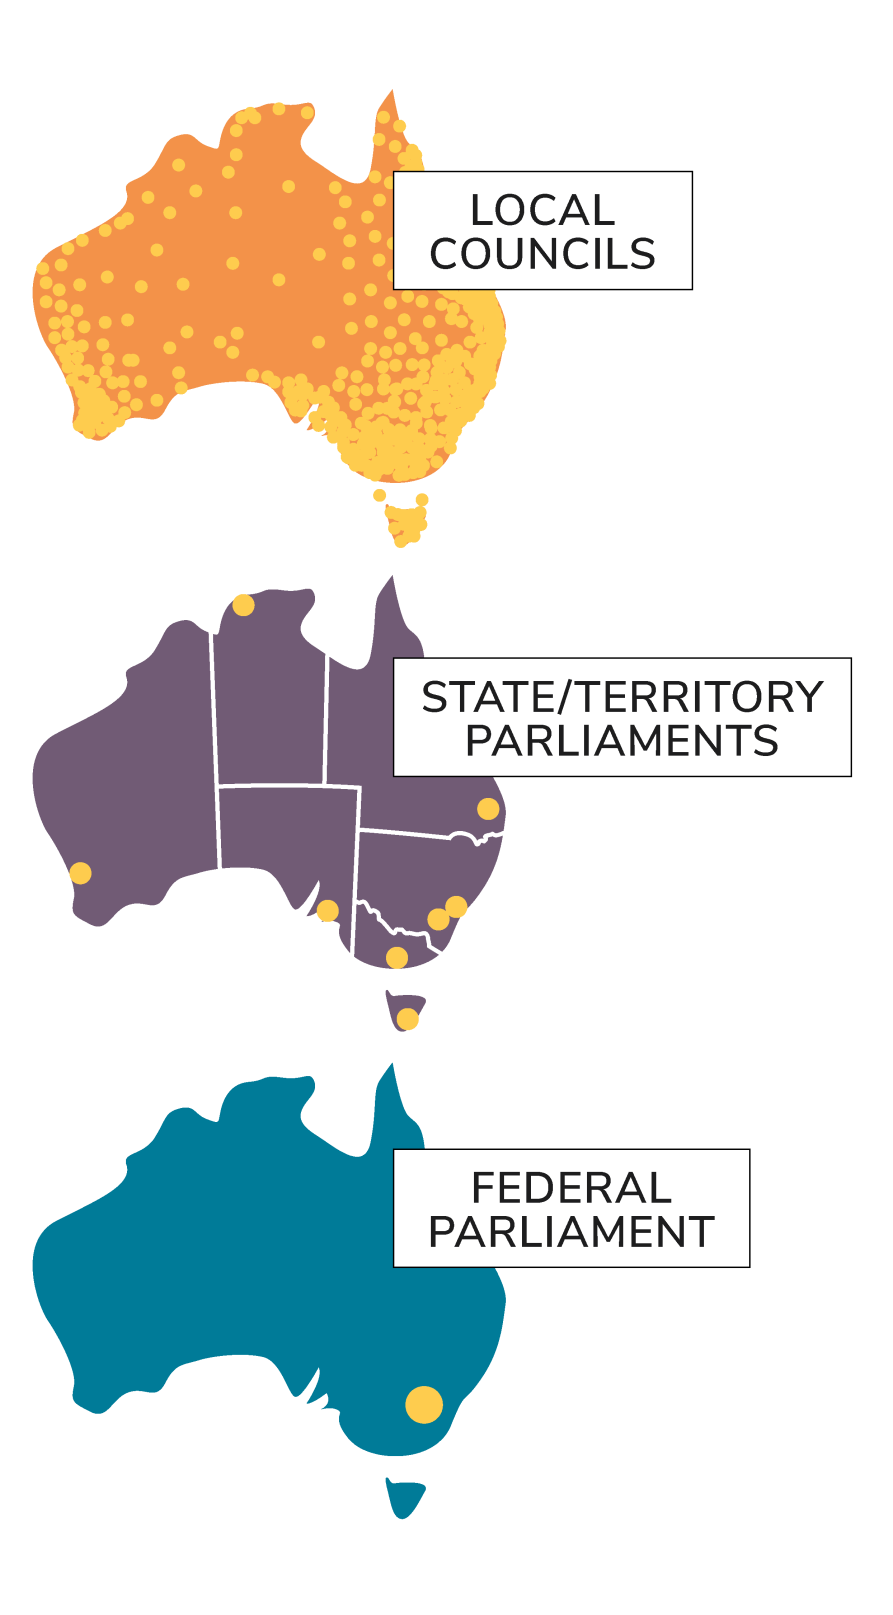 LOCAL
COUNCILS
STATE/TERRITORY
PARLIAMENTS
FEDERAL
PARLIAMENT